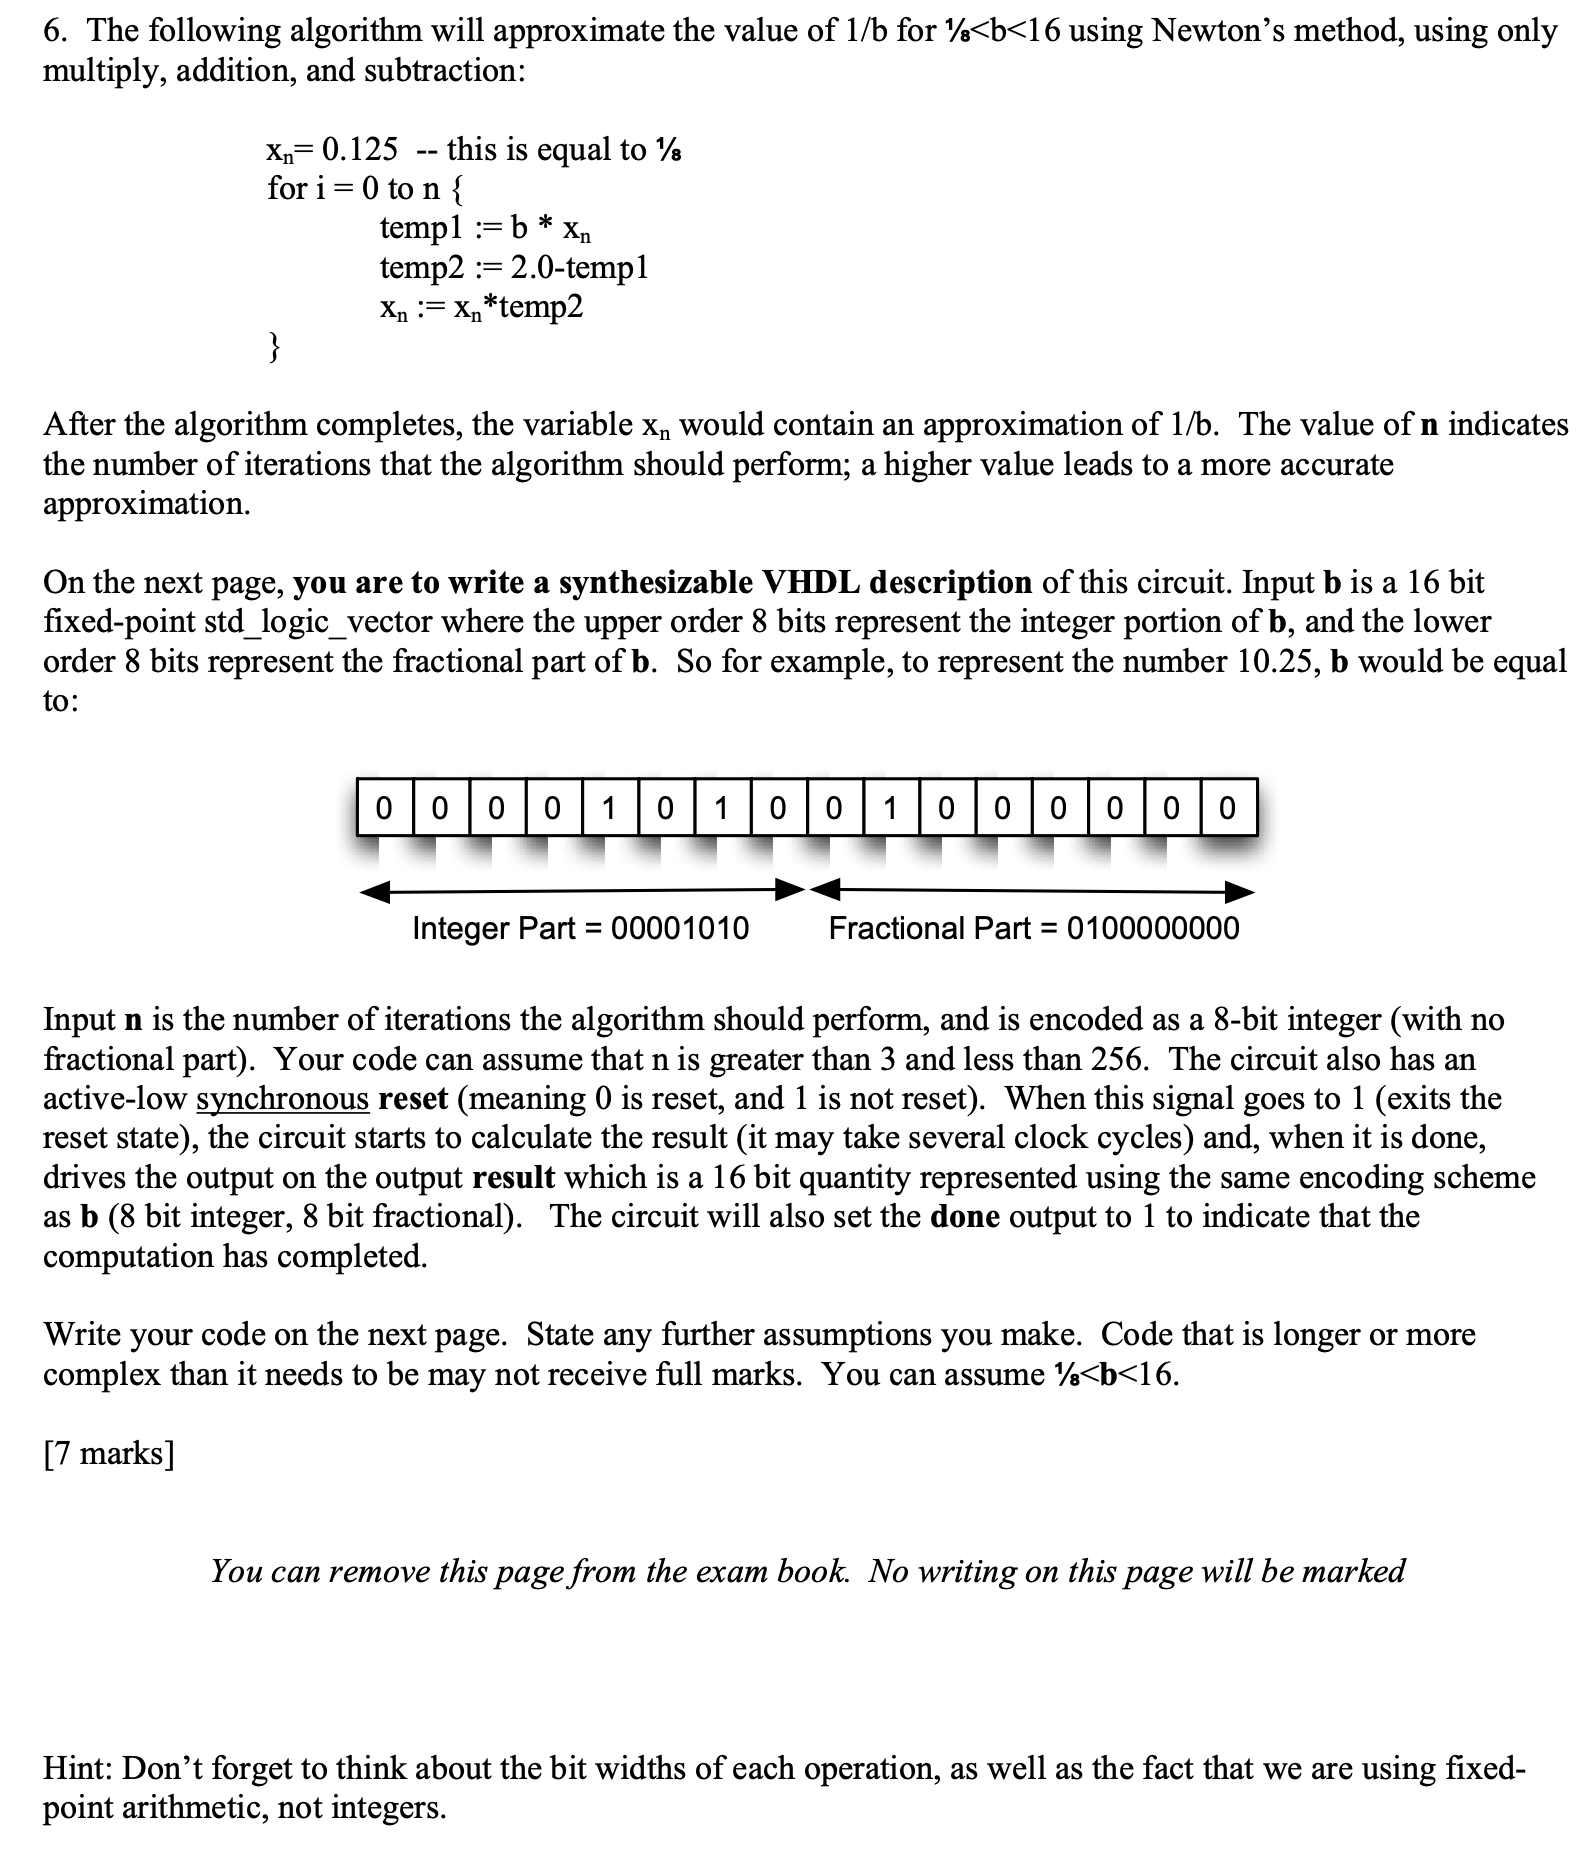 6. The following algorithm will approximate the value of 1/b for ⅛<b<16 using Newton’s method, using only
multiply, addition, and subtraction:
xₙ= 0.125 -- this is equal to ⅛
for i = 0 to n {
temp1 := b * xₙ
temp2 := 2.0-temp1
xₙ := xₙ*temp2
}
After the algorithm completes, the variable xₙ would contain an approximation of 1/b. The value of n indicates
the number of iterations that the algorithm should perform; a higher value leads to a more accurate
approximation.
On the next page, you are to write a synthesizable VHDL description of this circuit. Input b is a 16 bit
fixed-point std_logic_vector where the upper order 8 bits represent the integer portion of b, and the lower
order 8 bits represent the fractional part of b. So for example, to represent the number 10.25, b would be equal
to:
0 0 0 0 1 0 1 0 0 1 0 0 0 0 0 0
Integer Part = 00001010 Fractional Part = 0100000000
Input n is the number of iterations the algorithm should perform, and is encoded as a 8-bit integer (with no
fractional part). Your code can assume that n is greater than 3 and less than 256. The circuit also has an
active-low synchronous reset (meaning 0 is reset, and 1 is not reset). When this signal goes to 1 (exits the
reset state), the circuit starts to calculate the result (it may take several clock cycles) and, when it is done,
drives the output on the output result which is a 16 bit quantity represented using the same encoding scheme
as b (8 bit integer, 8 bit fractional). The circuit will also set the done output to 1 to indicate that the
computation has completed.
Write your code on the next page. State any further assumptions you make. Code that is longer or more
complex than it needs to be may not receive full marks. You can assume ⅛<b<16.
[7 marks]
You can remove this page from the exam book. No writing on this page will be marked
Hint: Don’t forget to think about the bit widths of each operation, as well as the fact that we are using fixed-
point arithmetic, not integers.